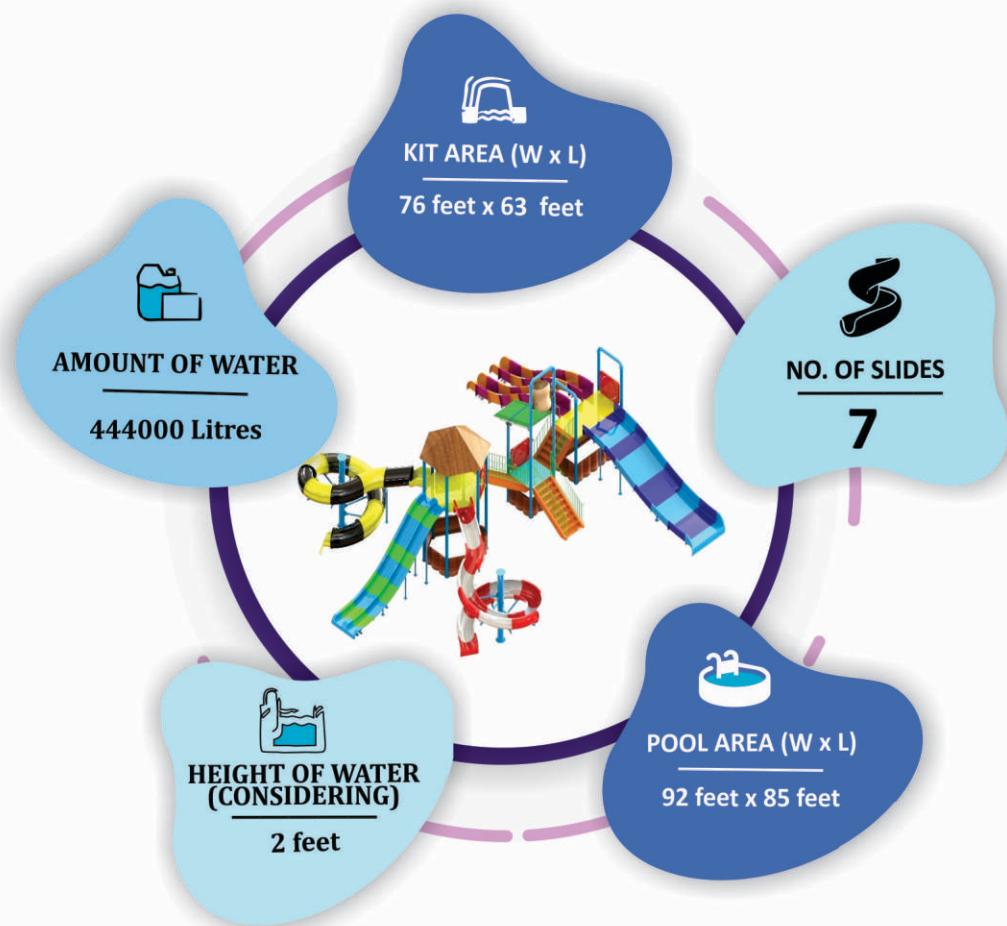 KIT AREA (W x L)
76 feet x 63 feet
AMOUNT OF WATER
444000 Litres
NO. OF SLIDES
7
HEIGHT OF WATER
(CONSIDERING)
2 feet
POOL AREA (W x L)
92 feet x 85 feet